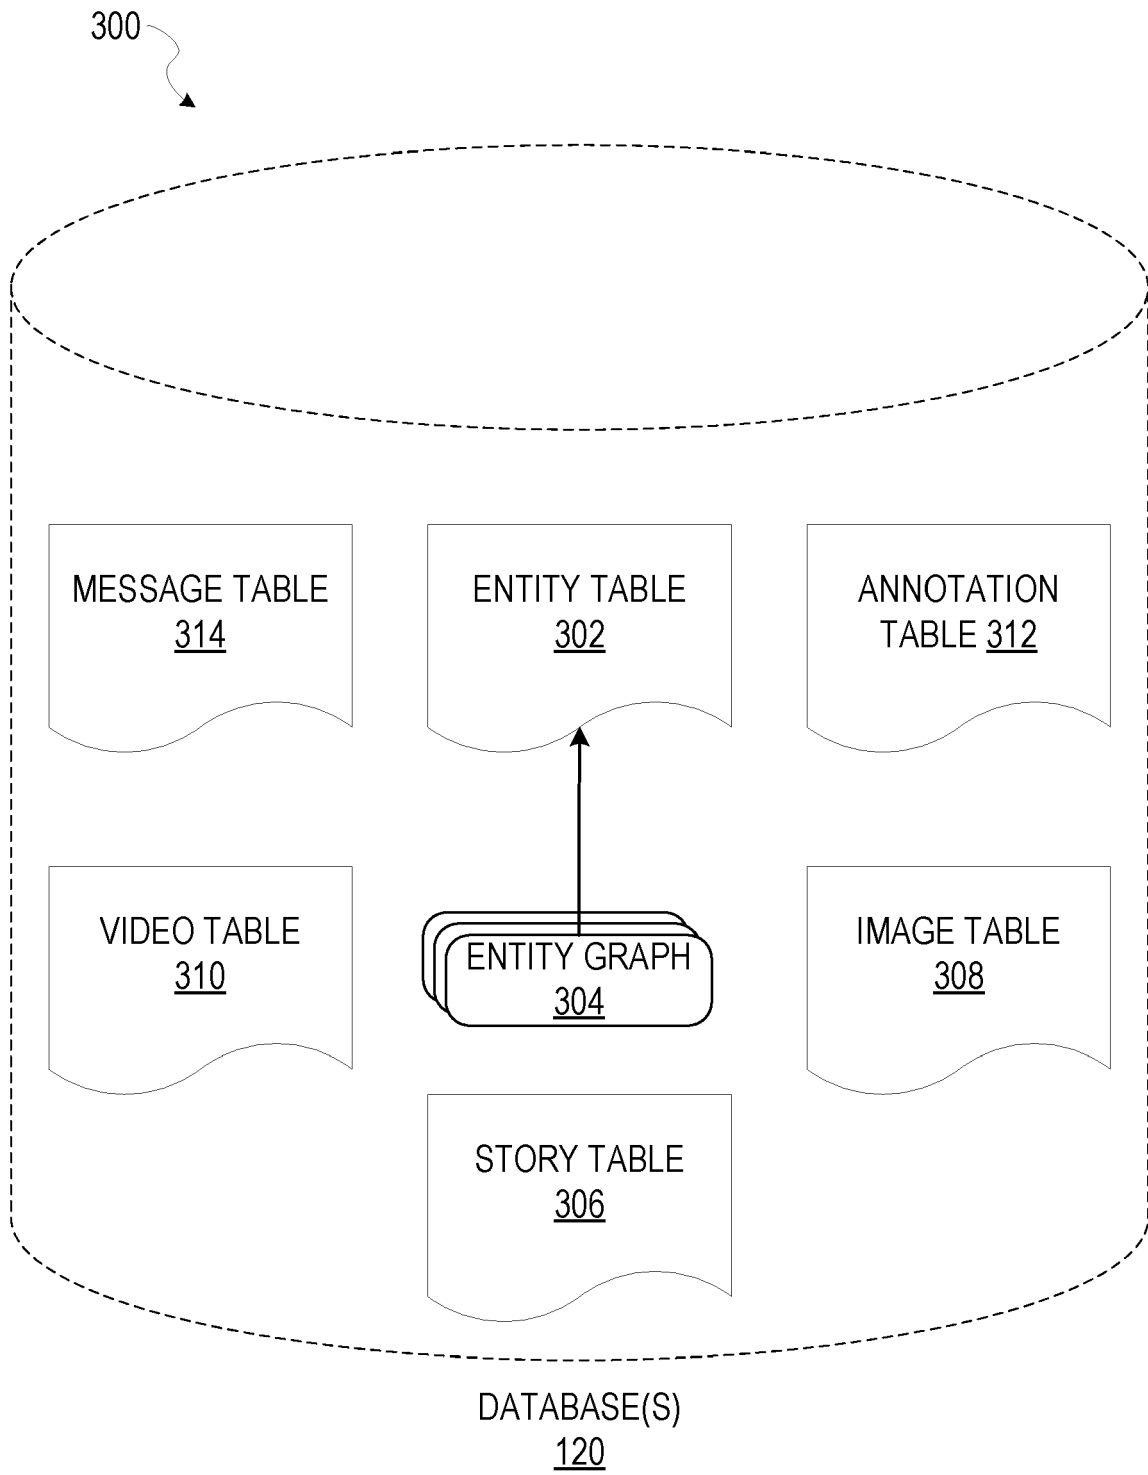 300
MESSAGE TABLE
314
ENTITY TABLE
302
ANNOTATION
TABLE 312
VIDEO TABLE
310
ENTITY GRAPH
304
IMAGE TABLE
308
STORY TABLE
306
DATABASE(S)
120